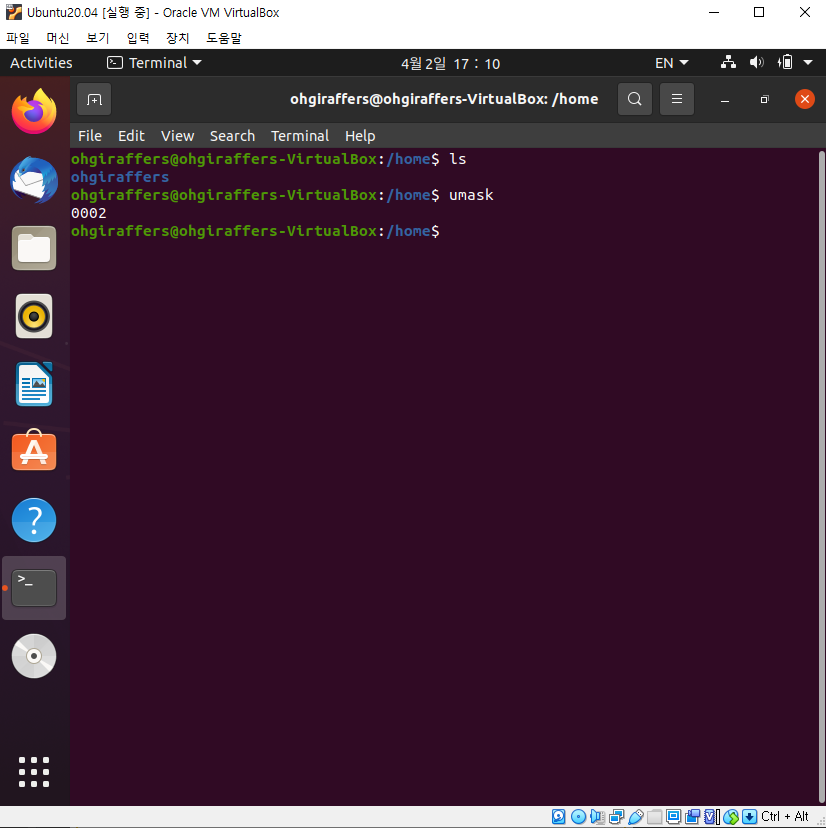 Ubuntu20.04 [실행 중] - Oracle VM VirtualBox
파일 머신 보기 입력 장치 도움말
Activities Terminal 4월 2일 17 : 10 EN
ohgiraffers@ohgiraffers-VirtualBox: /home
File Edit View Search Terminal Help
ohgiraffers@ohgiraffers-VirtualBox:/home$ ls
ohgiraffers
ohgiraffers@ohgiraffers-VirtualBox:/home$ umask
0002
ohgiraffers@ohgiraffers-VirtualBox:/home$
Ctrl + Alt